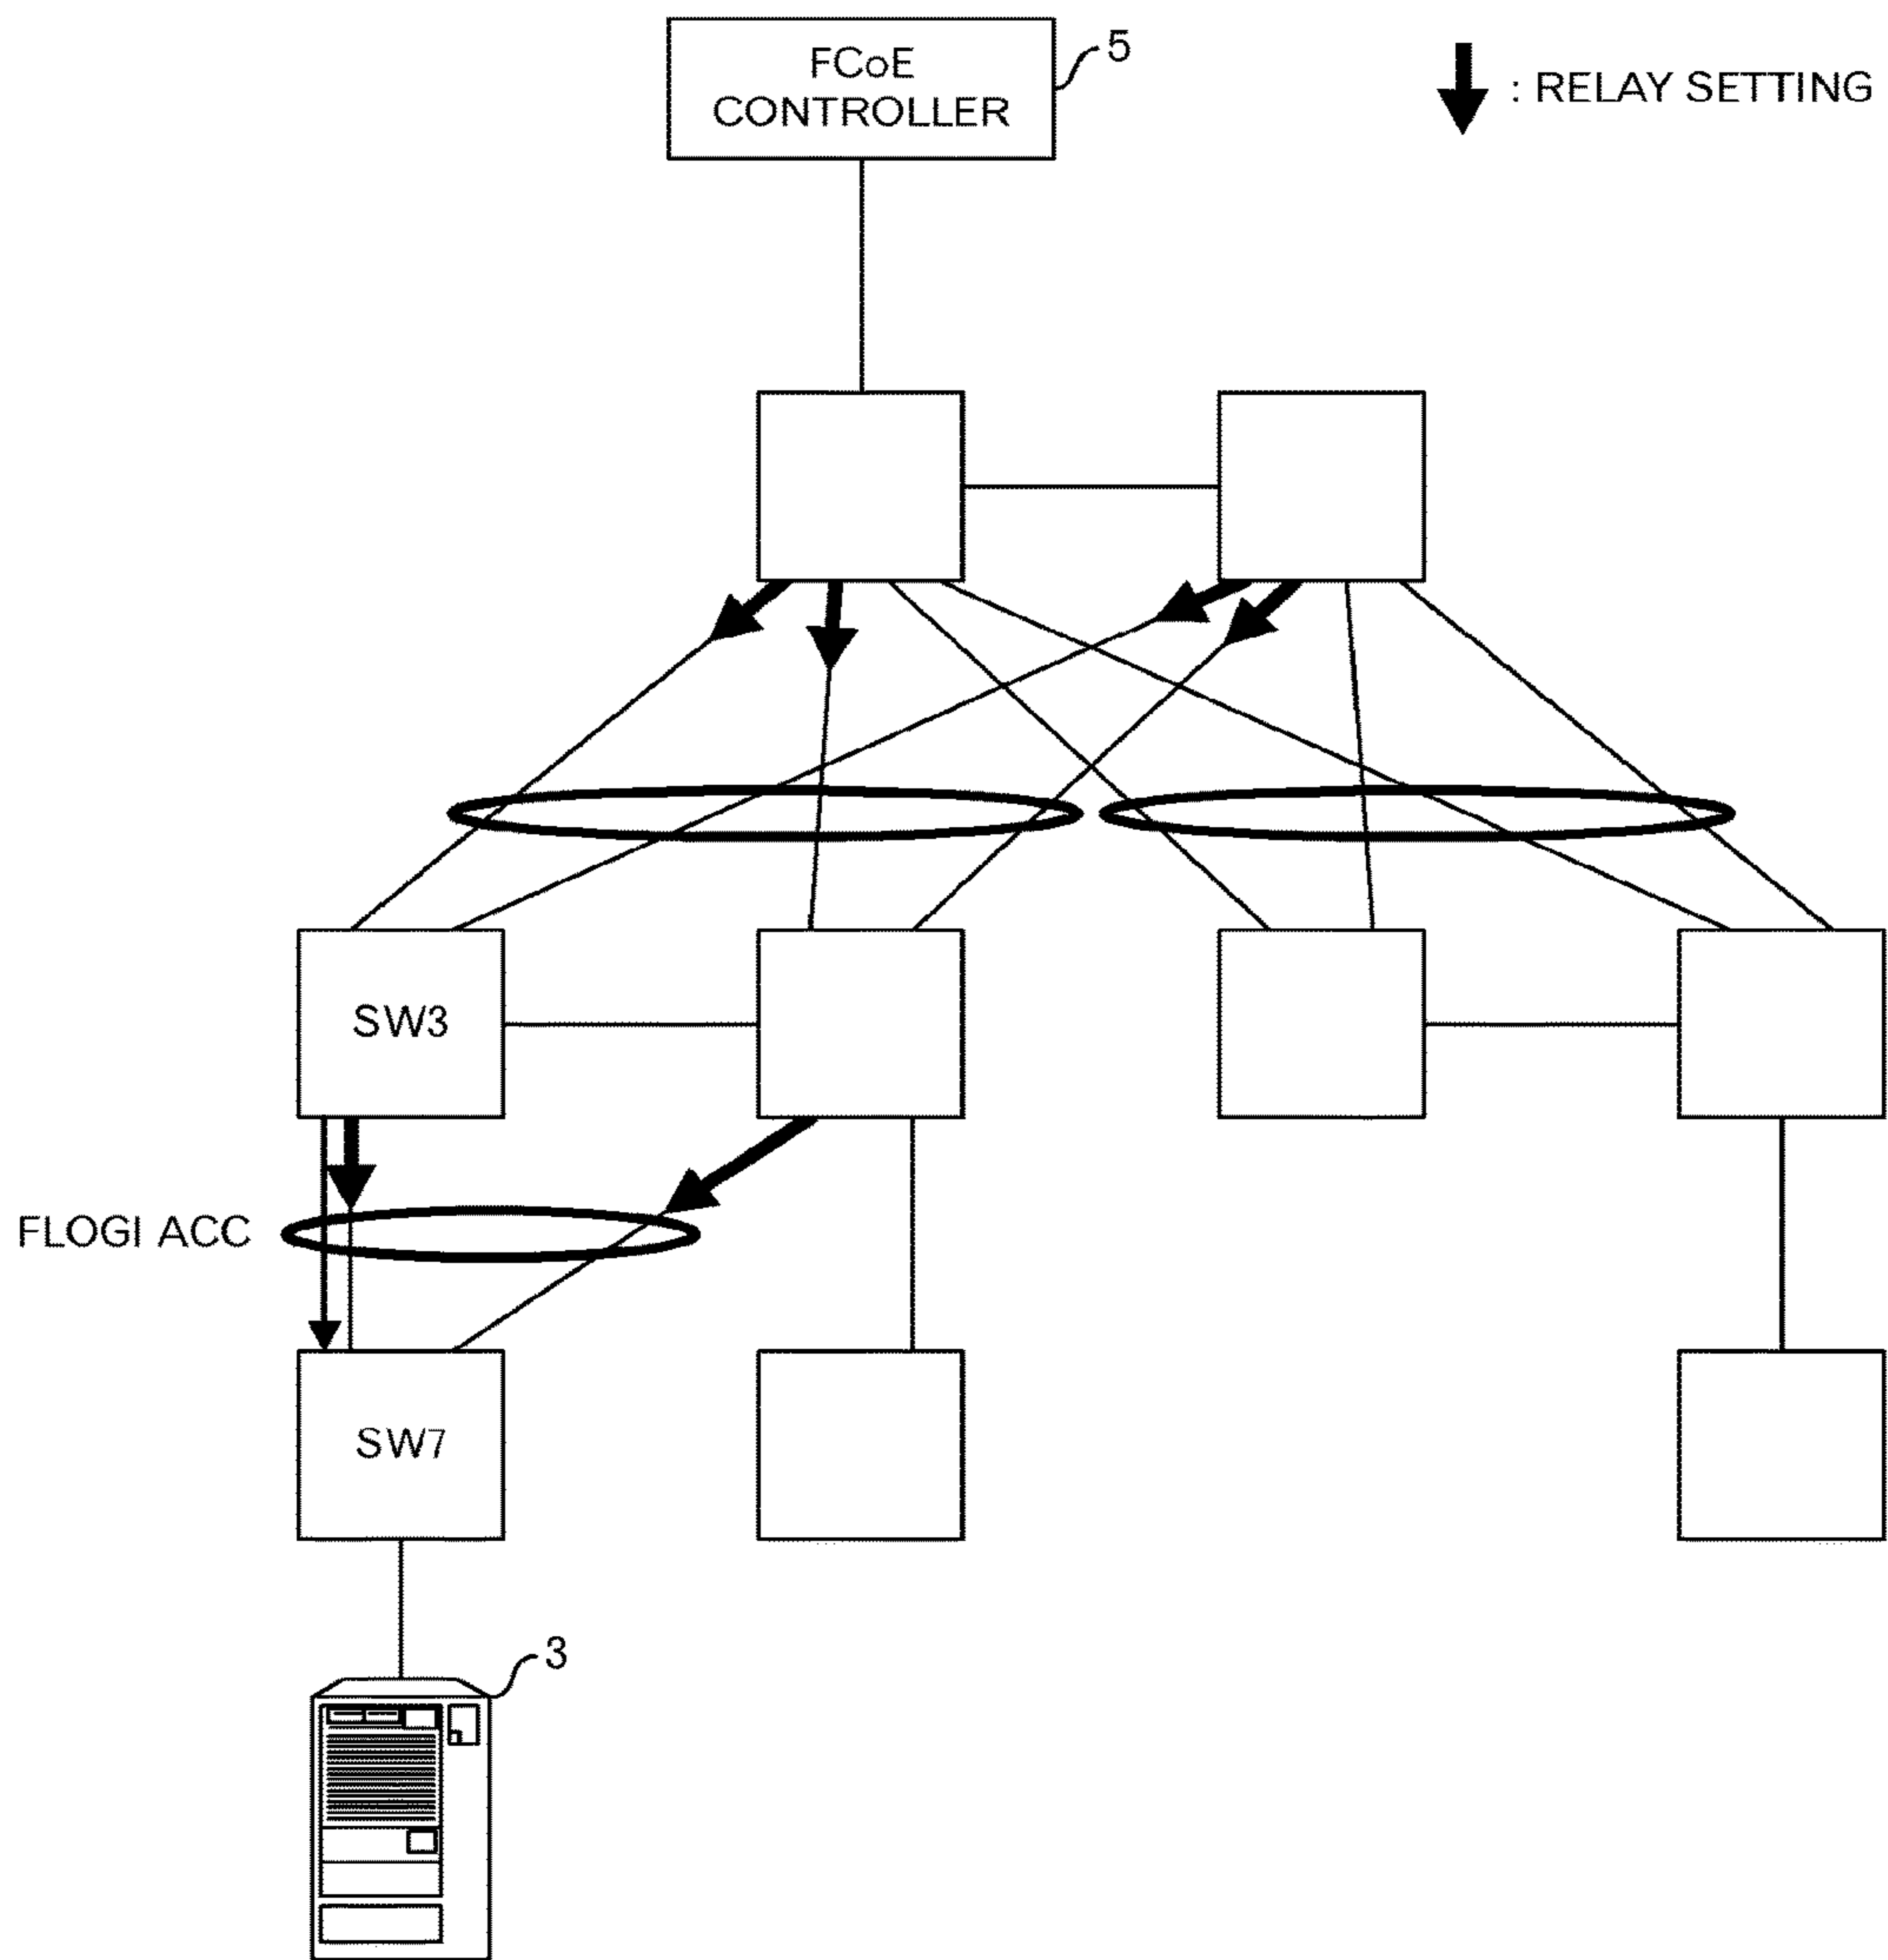 FCoE
CONTROLLER
5
: RELAY SETTING
SW3
FLOGI ACC
SW7
3